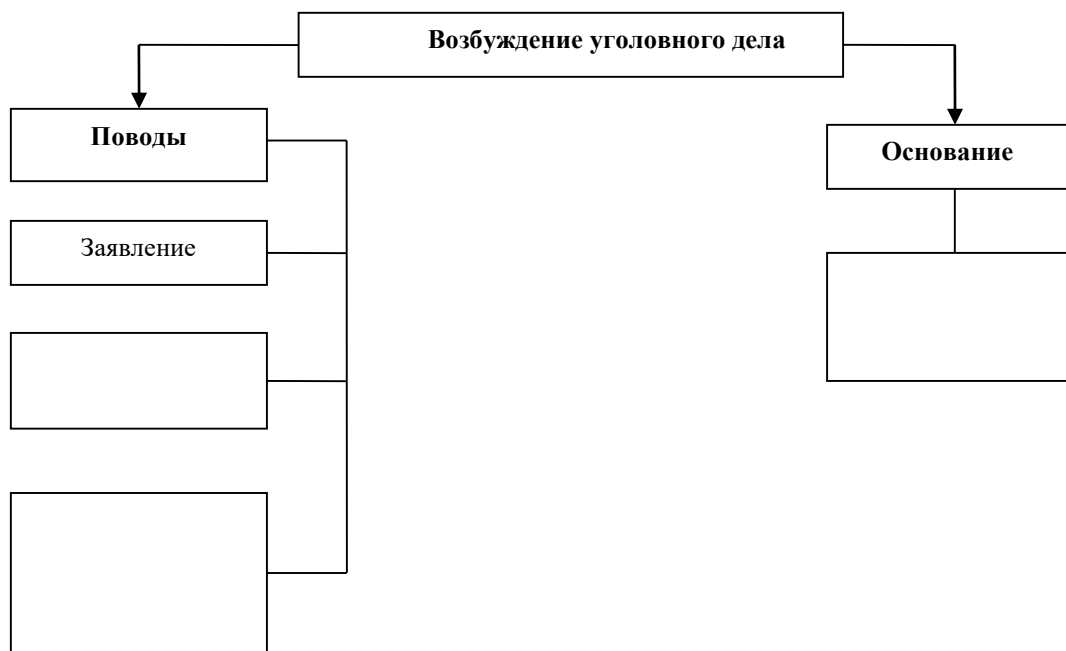 Возбуждение уголовного дела
Поводы
Основание
Заявление